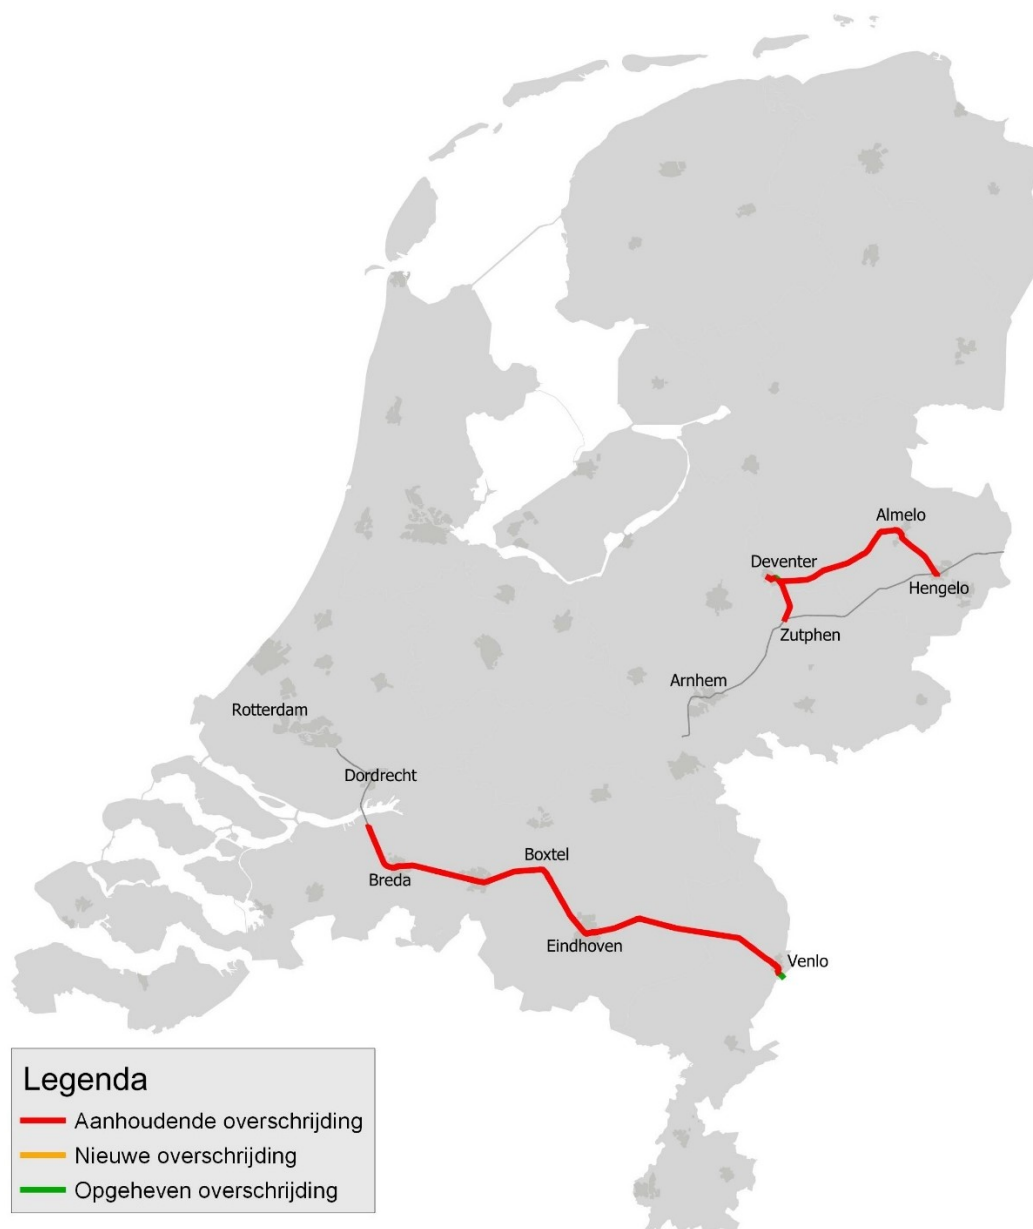 Almelo
Deventer
Hengelo
Zutphen
Arnhem
Rotterdam
Dordrecht
Boxtel
Breda
Eindhoven
Venlo
Legenda
Aanhoudende overschrijding
Nieuwe overschrijding
Opgeheven overschrijding